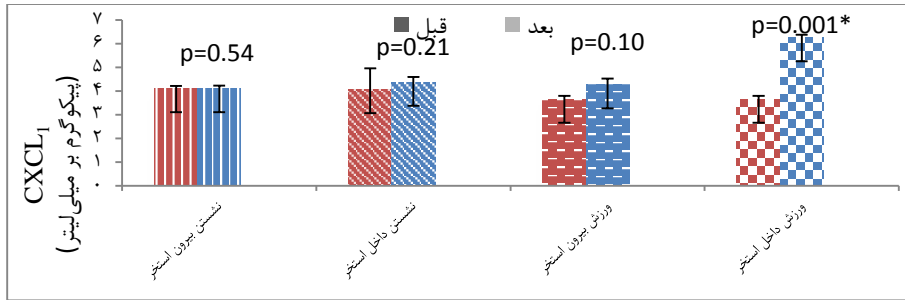 قبل
بعد
p=0.54
p=0.21
p=0.10
p=0.001*
۷
۶
۵
۴
۳
۲
۱
۰
CXCL1
(پیکوگرم بر میلی‌لیتر)
نشستن بیرون استخر
نشستن داخل استخر
ورزش بیرون استخر
ورزش داخل استخر